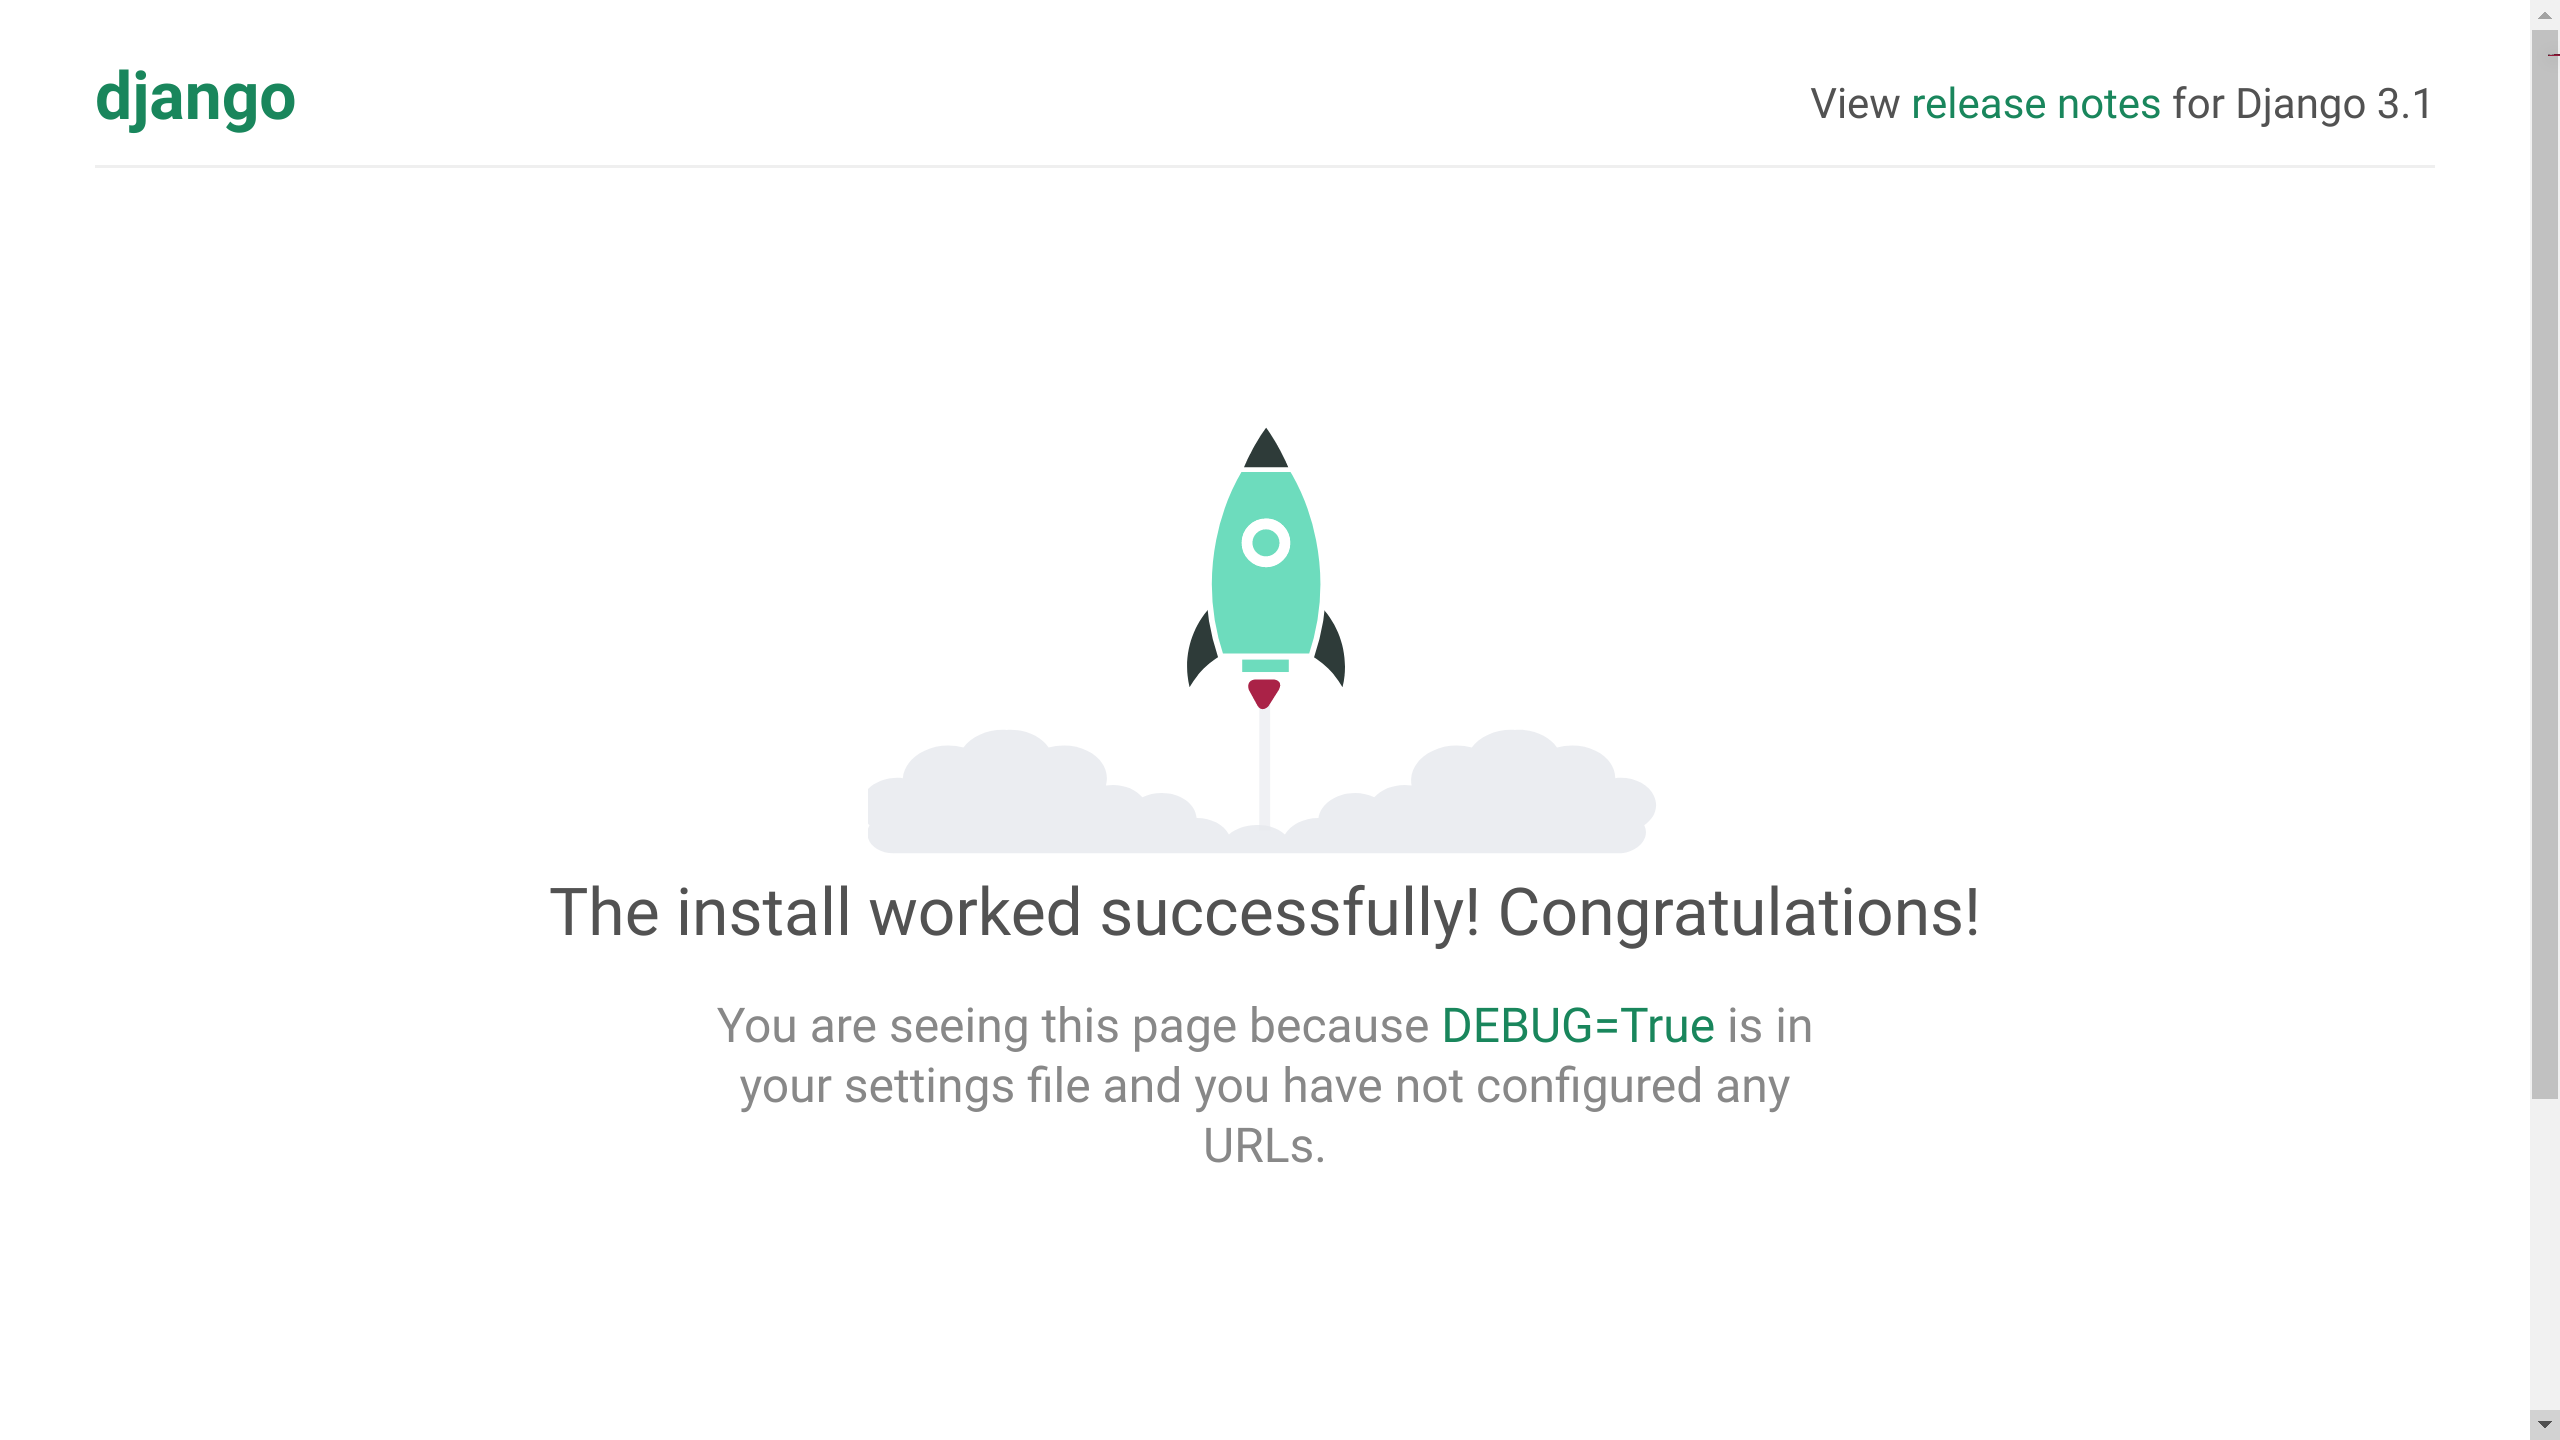 django
View release notes for Django 3.1
The install worked successfully! Congratulations!
You are seeing this page because DEBUG=True is in
your settings file and you have not configured any
URLs.